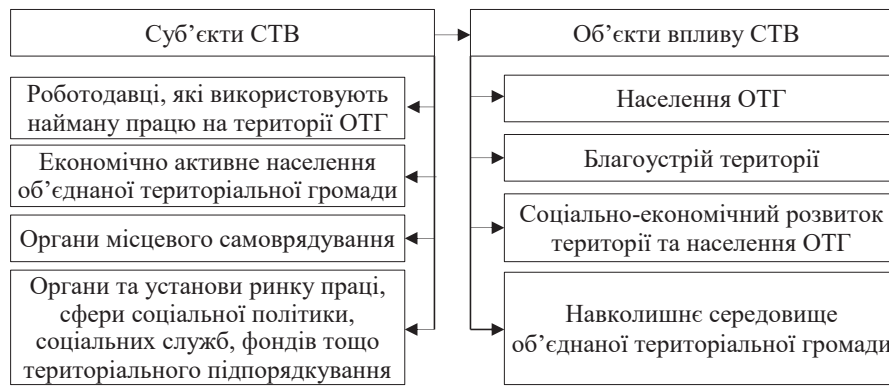 Суб’єкти СТВ
Об’єкти впливу СТВ
Роботодавці, які використовують
найману працю на території ОТГ
Економічно активне населення
об’єднаної територіальної громади
Органи місцевого самоврядування
Органи та установи ринку праці,
сфери соціальної політики,
соціальних служб, фондів тощо
територіального підпорядкування
Населення ОТГ
Благоустрій території
Соціально-економічний розвиток
території та населення ОТГ
Навколишнє середовище
об’єднаної територіальної громади